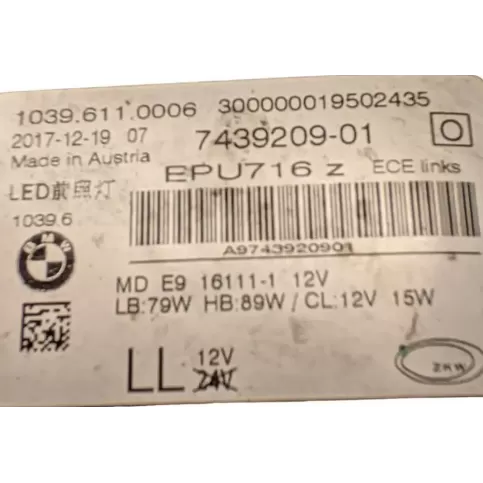 1039.611.0006 300000019502435
2017-12-19 07 7439209-01
Made in Austria EPU716 z ECE links
LED前照灯
1039.6
A9743920901
BMW
MD E9 16111-1 12V
LB:79W HB:89W / CL:12V 15W
LL 12V
24V
ZKW